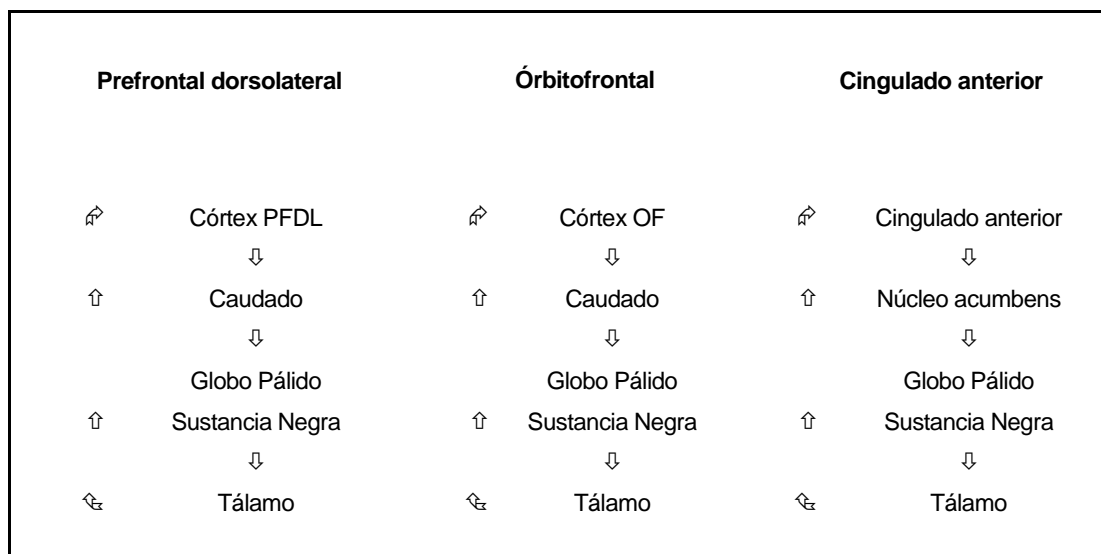 Prefrontal dorsolateral Órbitofrontal Cingulado anterior
Córtex PFDL Córtex OF Cingulado anterior
Caudado Caudado Núcleo acumbens
Globo Pálido Globo Pálido Globo Pálido
Sustancia Negra Sustancia Negra Sustancia Negra
Tálamo Tálamo Tálamo